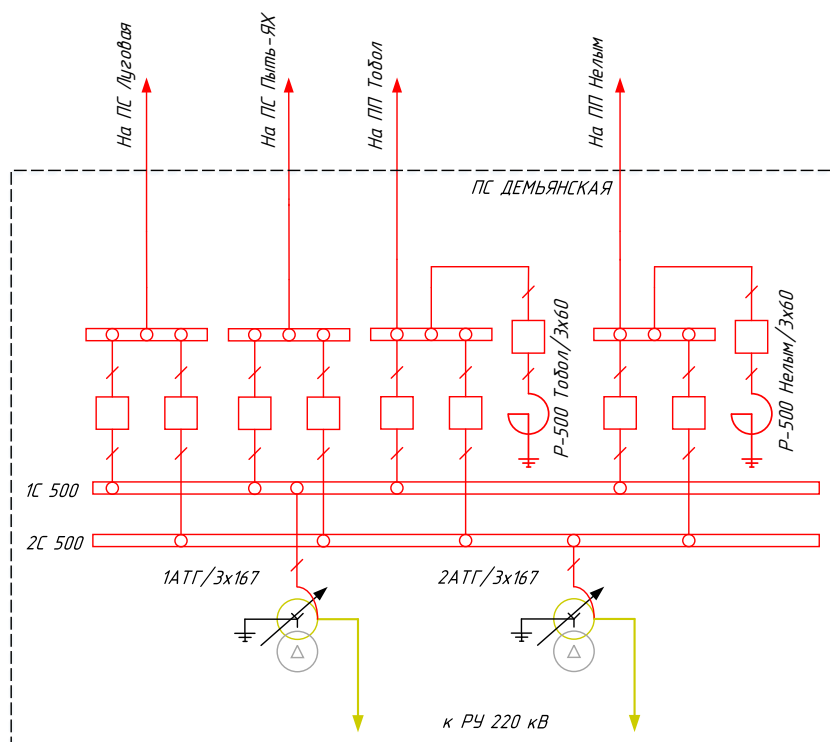 На ПС Луговая
На ПС Пыть-ЯХ
На ПП Тобол
На ПП Нелым
ПС ДЕМЬЯНСКАЯ
Р-500 Тобол/3х60
Р-500 Нелым/3х60
1С 500
2С 500
1АТГ/3х167
2АТГ/3х167
к РУ 220 кВ